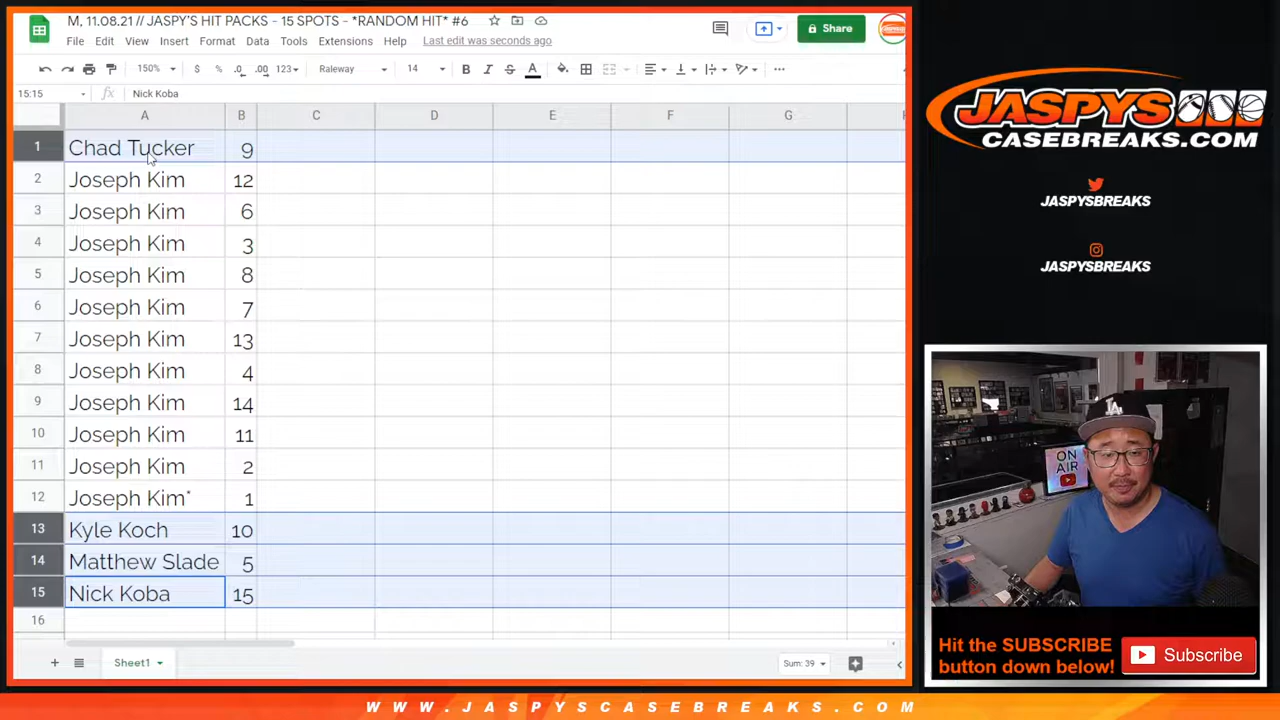 M, 11.08.21 // JASPY'S HIT PACKS - 15 SPOTS - *RANDOM HIT* #6
File Edit View Insert Format Data Tools Extensions Help Last edit was seconds ago
Share
150% $ % .0 .00 123 Raleway 14 B I S A
15:15 fx Nick Koba
A B C D E F G
1 Chad Tucker 9
2 Joseph Kim 12
3 Joseph Kim 6
4 Joseph Kim 3
5 Joseph Kim 8
6 Joseph Kim 7
7 Joseph Kim 13
8 Joseph Kim 4
9 Joseph Kim 14
10 Joseph Kim 11
11 Joseph Kim 2
12 Joseph Kim* 1
13 Kyle Koch 10
14 Matthew Slade 5
15 Nick Koba 15
16
+ Sheet1 Sum: 39
JASPYS
CASEBREAKS.COM
JASPYSBREAKS
JASPYSBREAKS
LA
ON
AIR
Hit the SUBSCRIBE
button down below!
Subscribe
WWW.JASPYSCASEBREAKS.COM